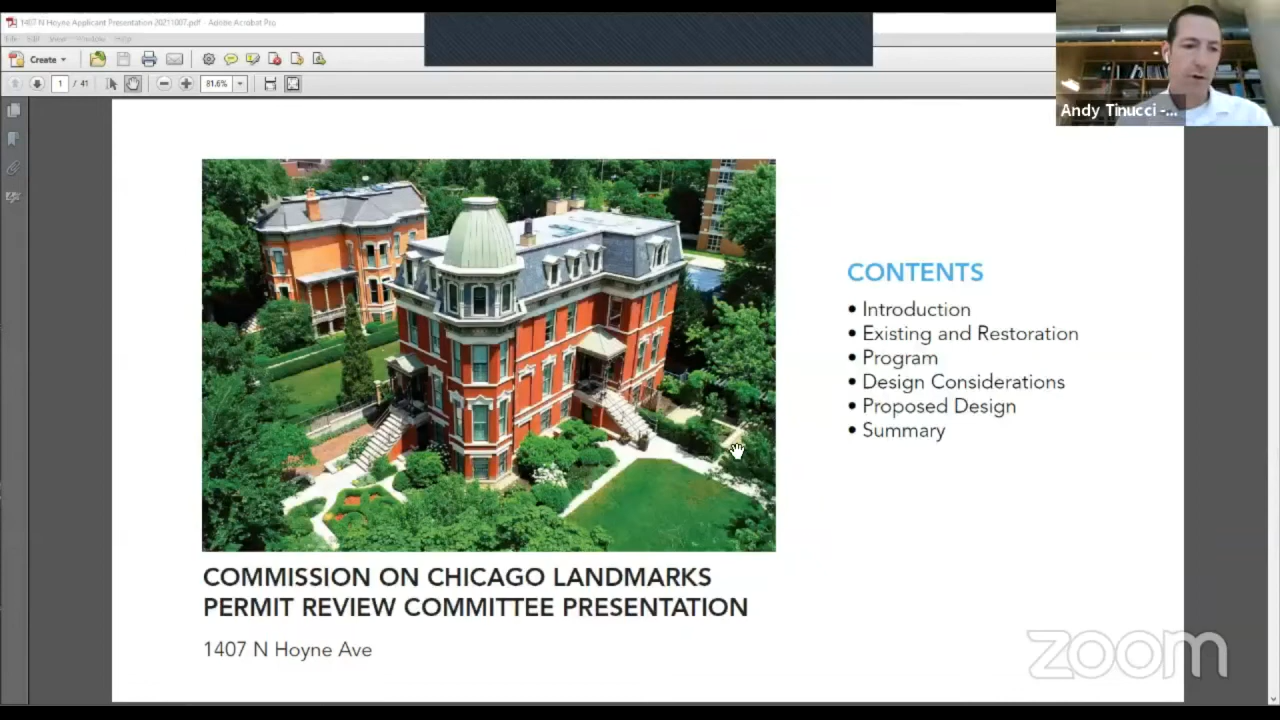 1407 N Hoyne Applicant Presentation 20211007.pdf - Adobe Acrobat Pro
File Edit View Window Help
Create
1 / 41
81.6%
Andy Tinucci -...
CONTENTS
• Introduction
• Existing and Restoration
• Program
• Design Considerations
• Proposed Design
• Summary
COMMISSION ON CHICAGO LANDMARKS
PERMIT REVIEW COMMITTEE PRESENTATION
1407 N Hoyne Ave
zoom